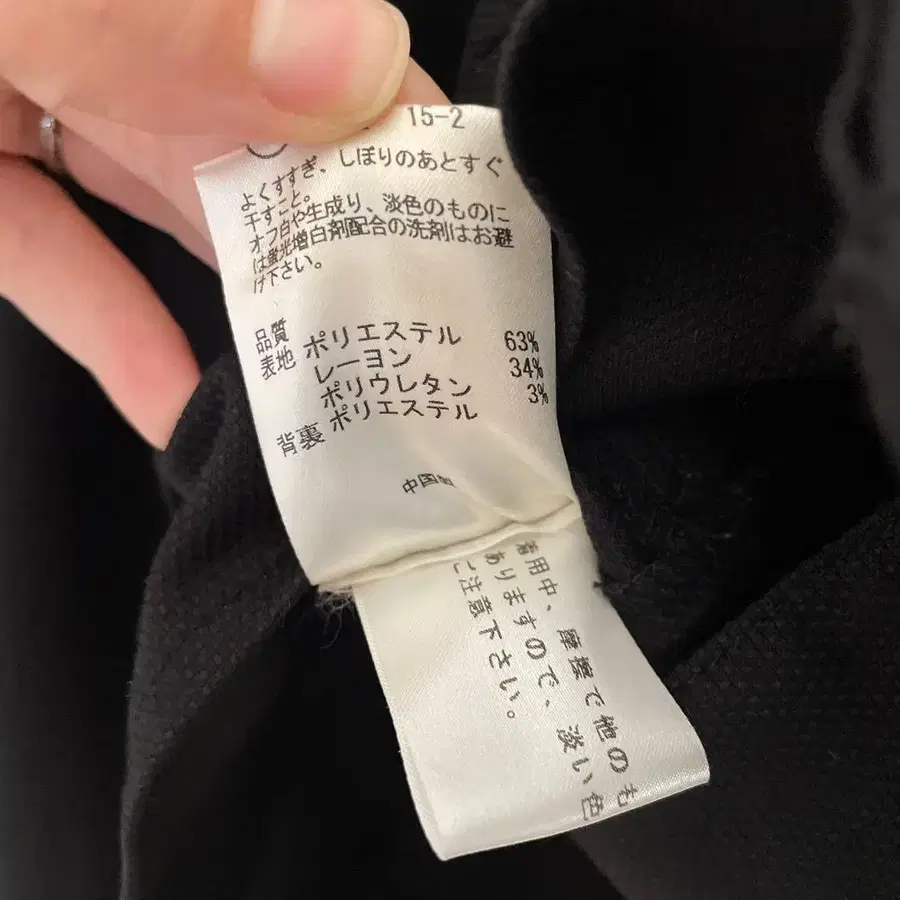 15-2
よくすすぎ、しぼりのあとすぐ
干すこと。
オフ白や生成り、淡色のものに
は蛍光増白剤配合の洗剤はお避
け下さい。
品質
表地 ポリエステル 63%
レーヨン 34%
ポリウレタン 3%
背裏 ポリエステル
中国
着用中、摩擦で他のも
ありますので、淡い色
ご注意下さい。